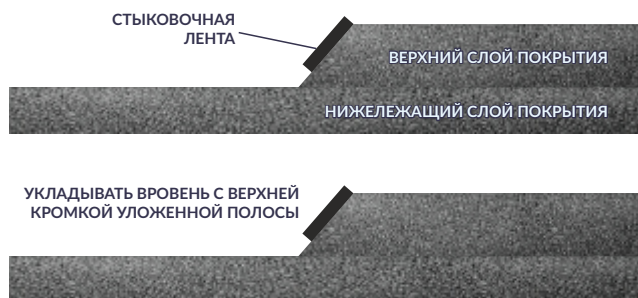 СТЫКОВОЧНАЯ
ЛЕНТА
ВЕРХНИЙ СЛОЙ ПОКРЫТИЯ
НИЖЕЛЕЖАЩИЙ СЛОЙ ПОКРЫТИЯ
УКЛАДЫВАТЬ ВРОВЕНЬ С ВЕРХНЕЙ
КРОМКОЙ УЛОЖЕННОЙ ПОЛОСЫ